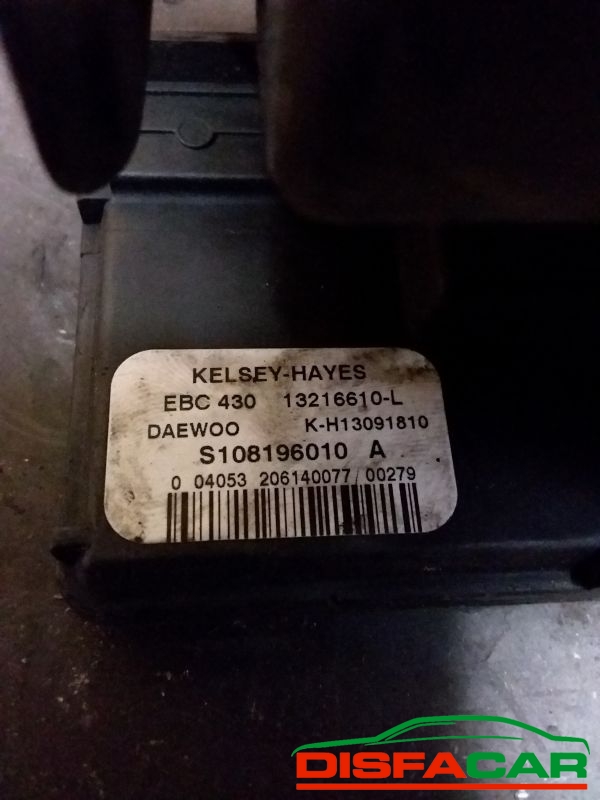 KELSEY-HAYES
EBC 430 13216610-L
DAEWOO K-H13091810
S108196010 A
0 04053 206140077 00279
DISFACAR